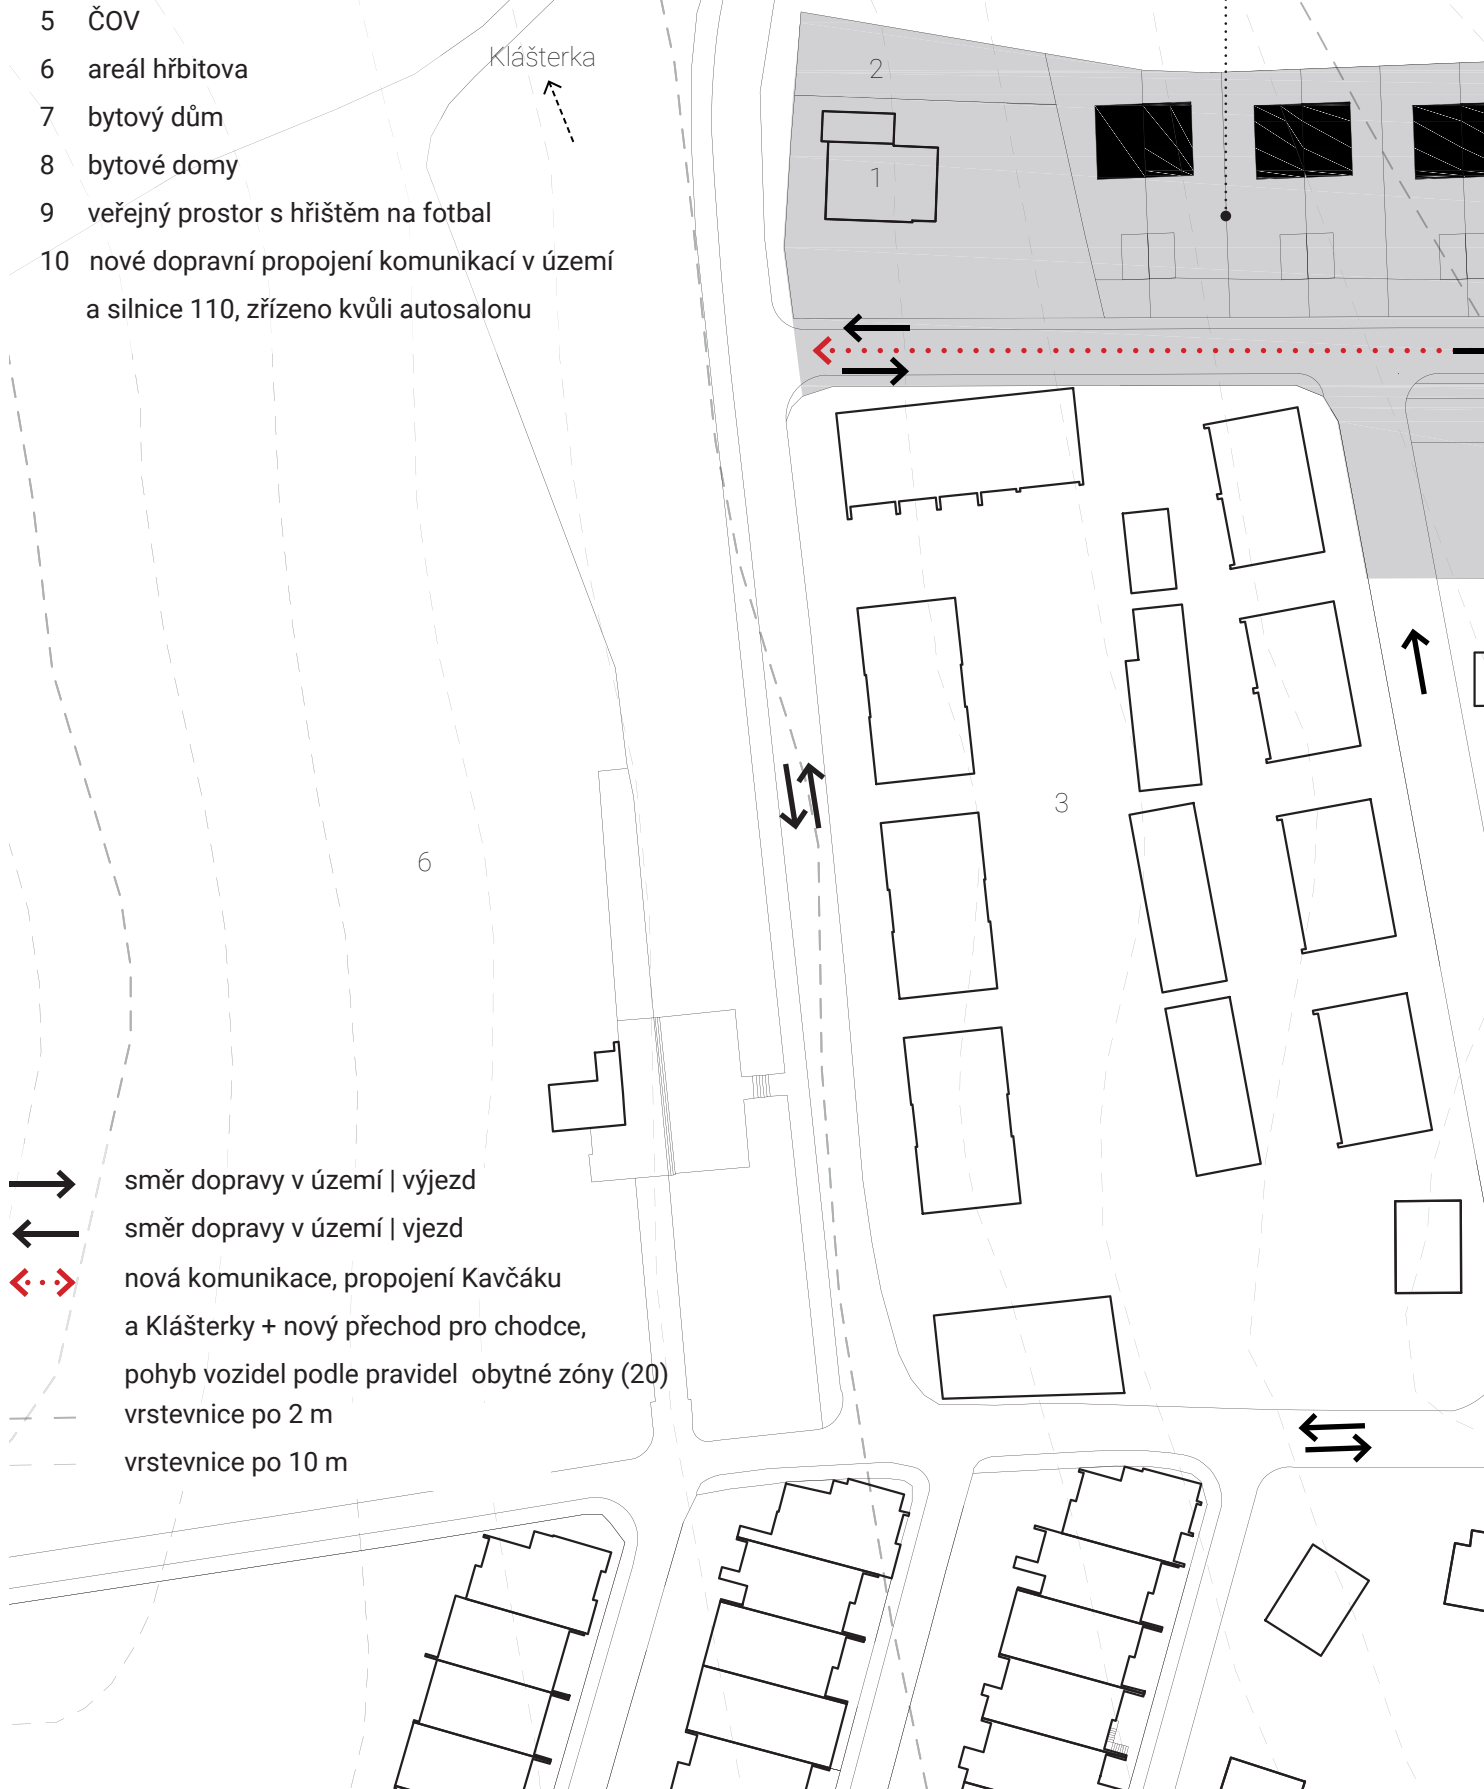 5 ČOV
6 areál hřbitova
7 bytový dům
8 bytové domy
9 veřejný prostor s hřištěm na fotbal
10 nové dopravní propojení komunikací v území
a silnice 110, zřízeno kvůli autosalonu
Klášterka
2
1
3
6
směr dopravy v území | výjezd
směr dopravy v území | vjezd
nová komunikace, propojení Kavčáku
a Klášterky + nový přechod pro chodce,
pohyb vozidel podle pravidel obytné zóny (20)
vrstevnice po 2 m
vrstevnice po 10 m